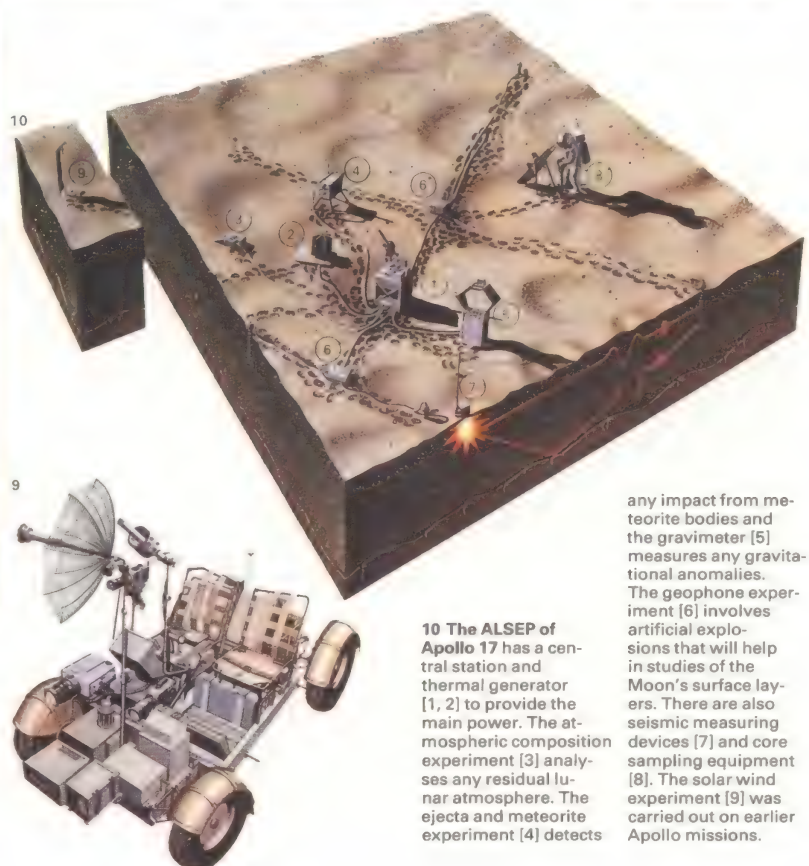 10
9
4
6
8
3
2
5
6
7
9
10 The ALSEP of
Apollo 17 has a cen-
tral station and
thermal generator
[1, 2] to provide the
main power. The at-
mospheric composition
experiment [3] analy-
ses any residual lu-
nar atmosphere. The
ejecta and meteorite
experiment [4] detects
any impact from me-
teorite bodies and
the gravimeter [5]
measures any gravita-
tional anomalies.
The geophone exper-
iment [6] involves
artificial explo-
sions that will help
in studies of the
Moon's surface lay-
ers. There are also
seismic measuring
devices [7] and core
sampling equipment
[8]. The solar wind
experiment [9] was
carried out on earlier
Apollo missions.